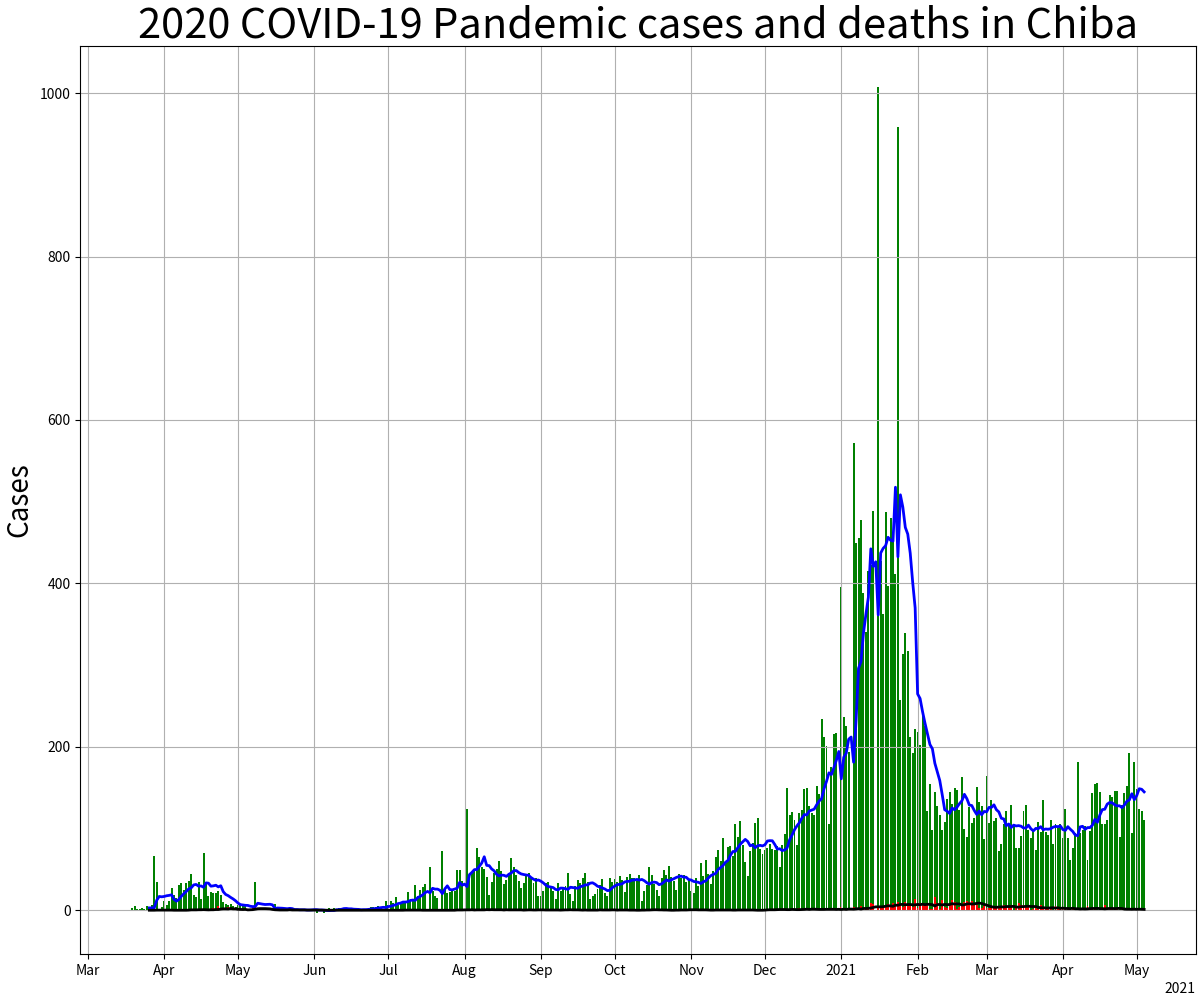 2020 COVID-19 Pandemic cases and deaths in Chiba
Cases
1000
800
600
400
200
0
Mar Apr May Jun Jul Aug Sep Oct Nov Dec 2021 Feb Mar Apr May
2021